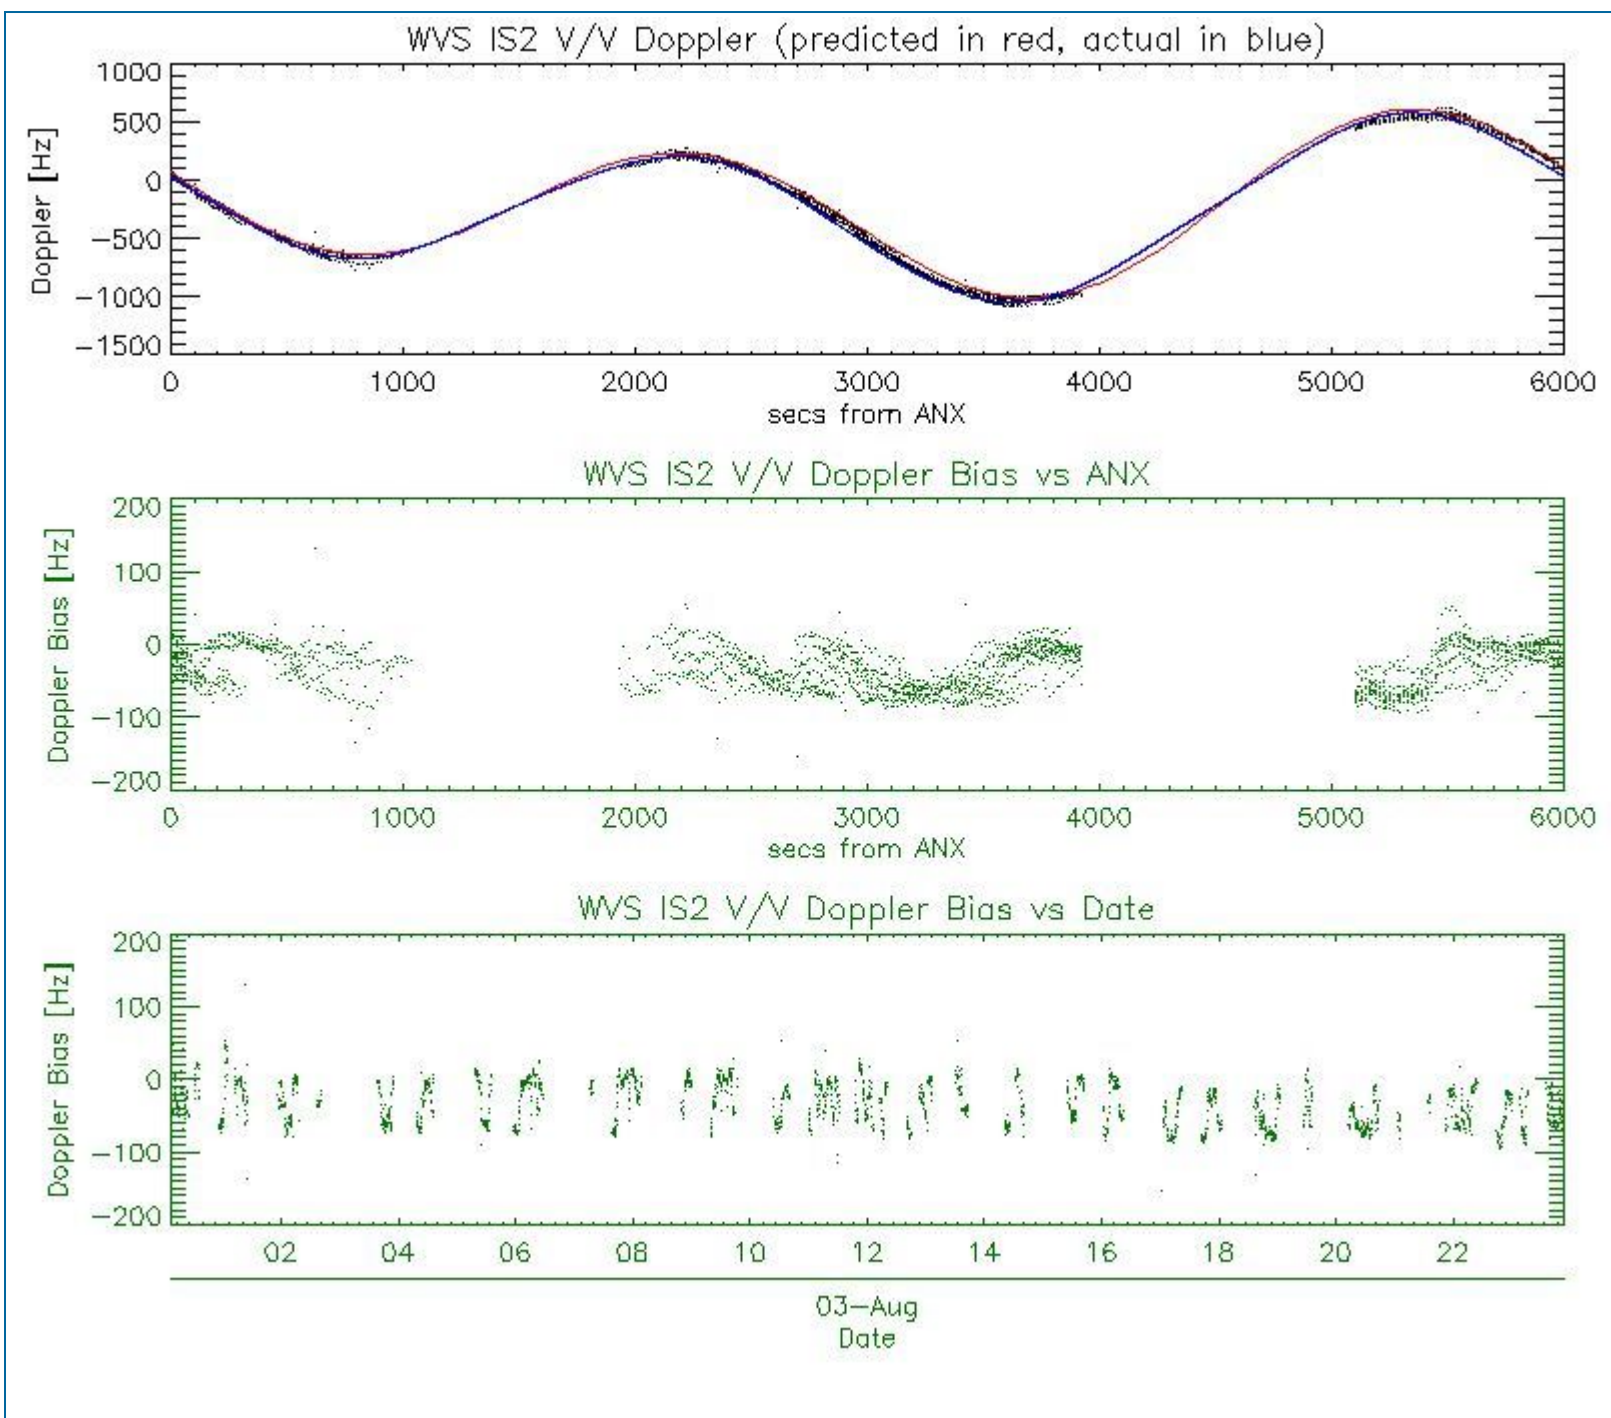 WVS IS2 V/V Doppler (predicted in red, actual in blue)
1000
500
0
−500
−1000
−1500
Doppler [Hz]
0 1000 2000 3000 4000 5000 6000
secs from ANX
WVS IS2 V/V Doppler Bias vs ANX
200
100
0
−100
−200
Doppler Bias [Hz]
0 1000 2000 3000 4000 5000 6000
secs from ANX
WVS IS2 V/V Doppler Bias vs Date
200
100
0
−100
−200
Doppler Bias [Hz]
02 04 06 08 10 12 14 16 18 20 22
03−Aug
Date